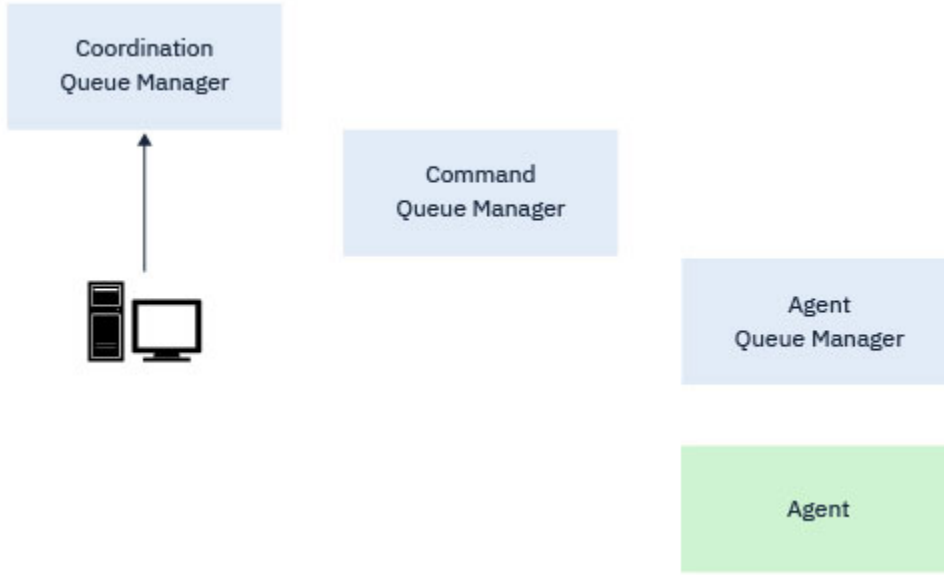 Coordination
Queue Manager
Command
Queue Manager
Agent
Queue Manager
Agent